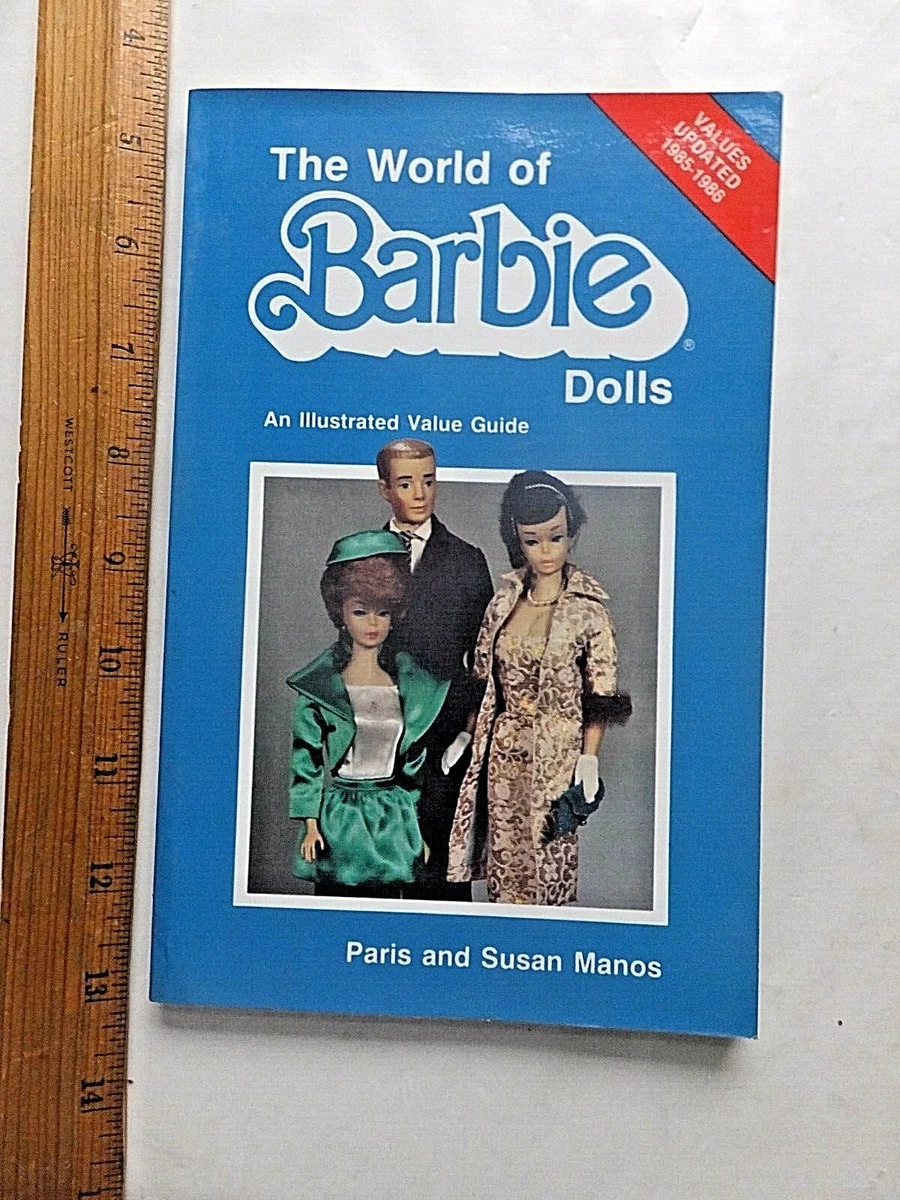 The World of
Barbie
®
Dolls
An Illustrated Value Guide
VALUES
UPDATED
1985-1986
Paris and Susan Manos
4
5
6
7
8
9
10
11
12
13
14
WESTCOTT
RULER